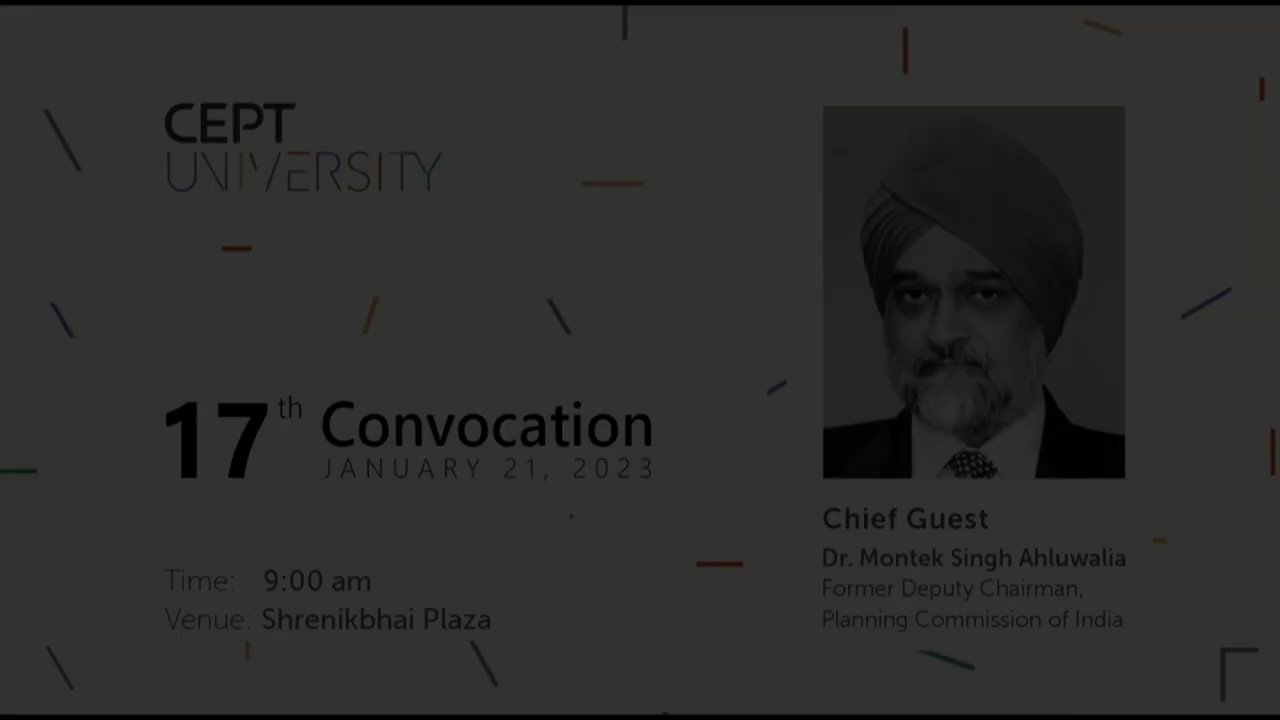 CEPT
UNIVERSITY
17th Convocation
JANUARY 21, 2023
Time: 9:00 am
Venue: Shrenikbhai Plaza
Chief Guest
Dr. Montek Singh Ahluwalia
Former Deputy Chairman,
Planning Commission of India